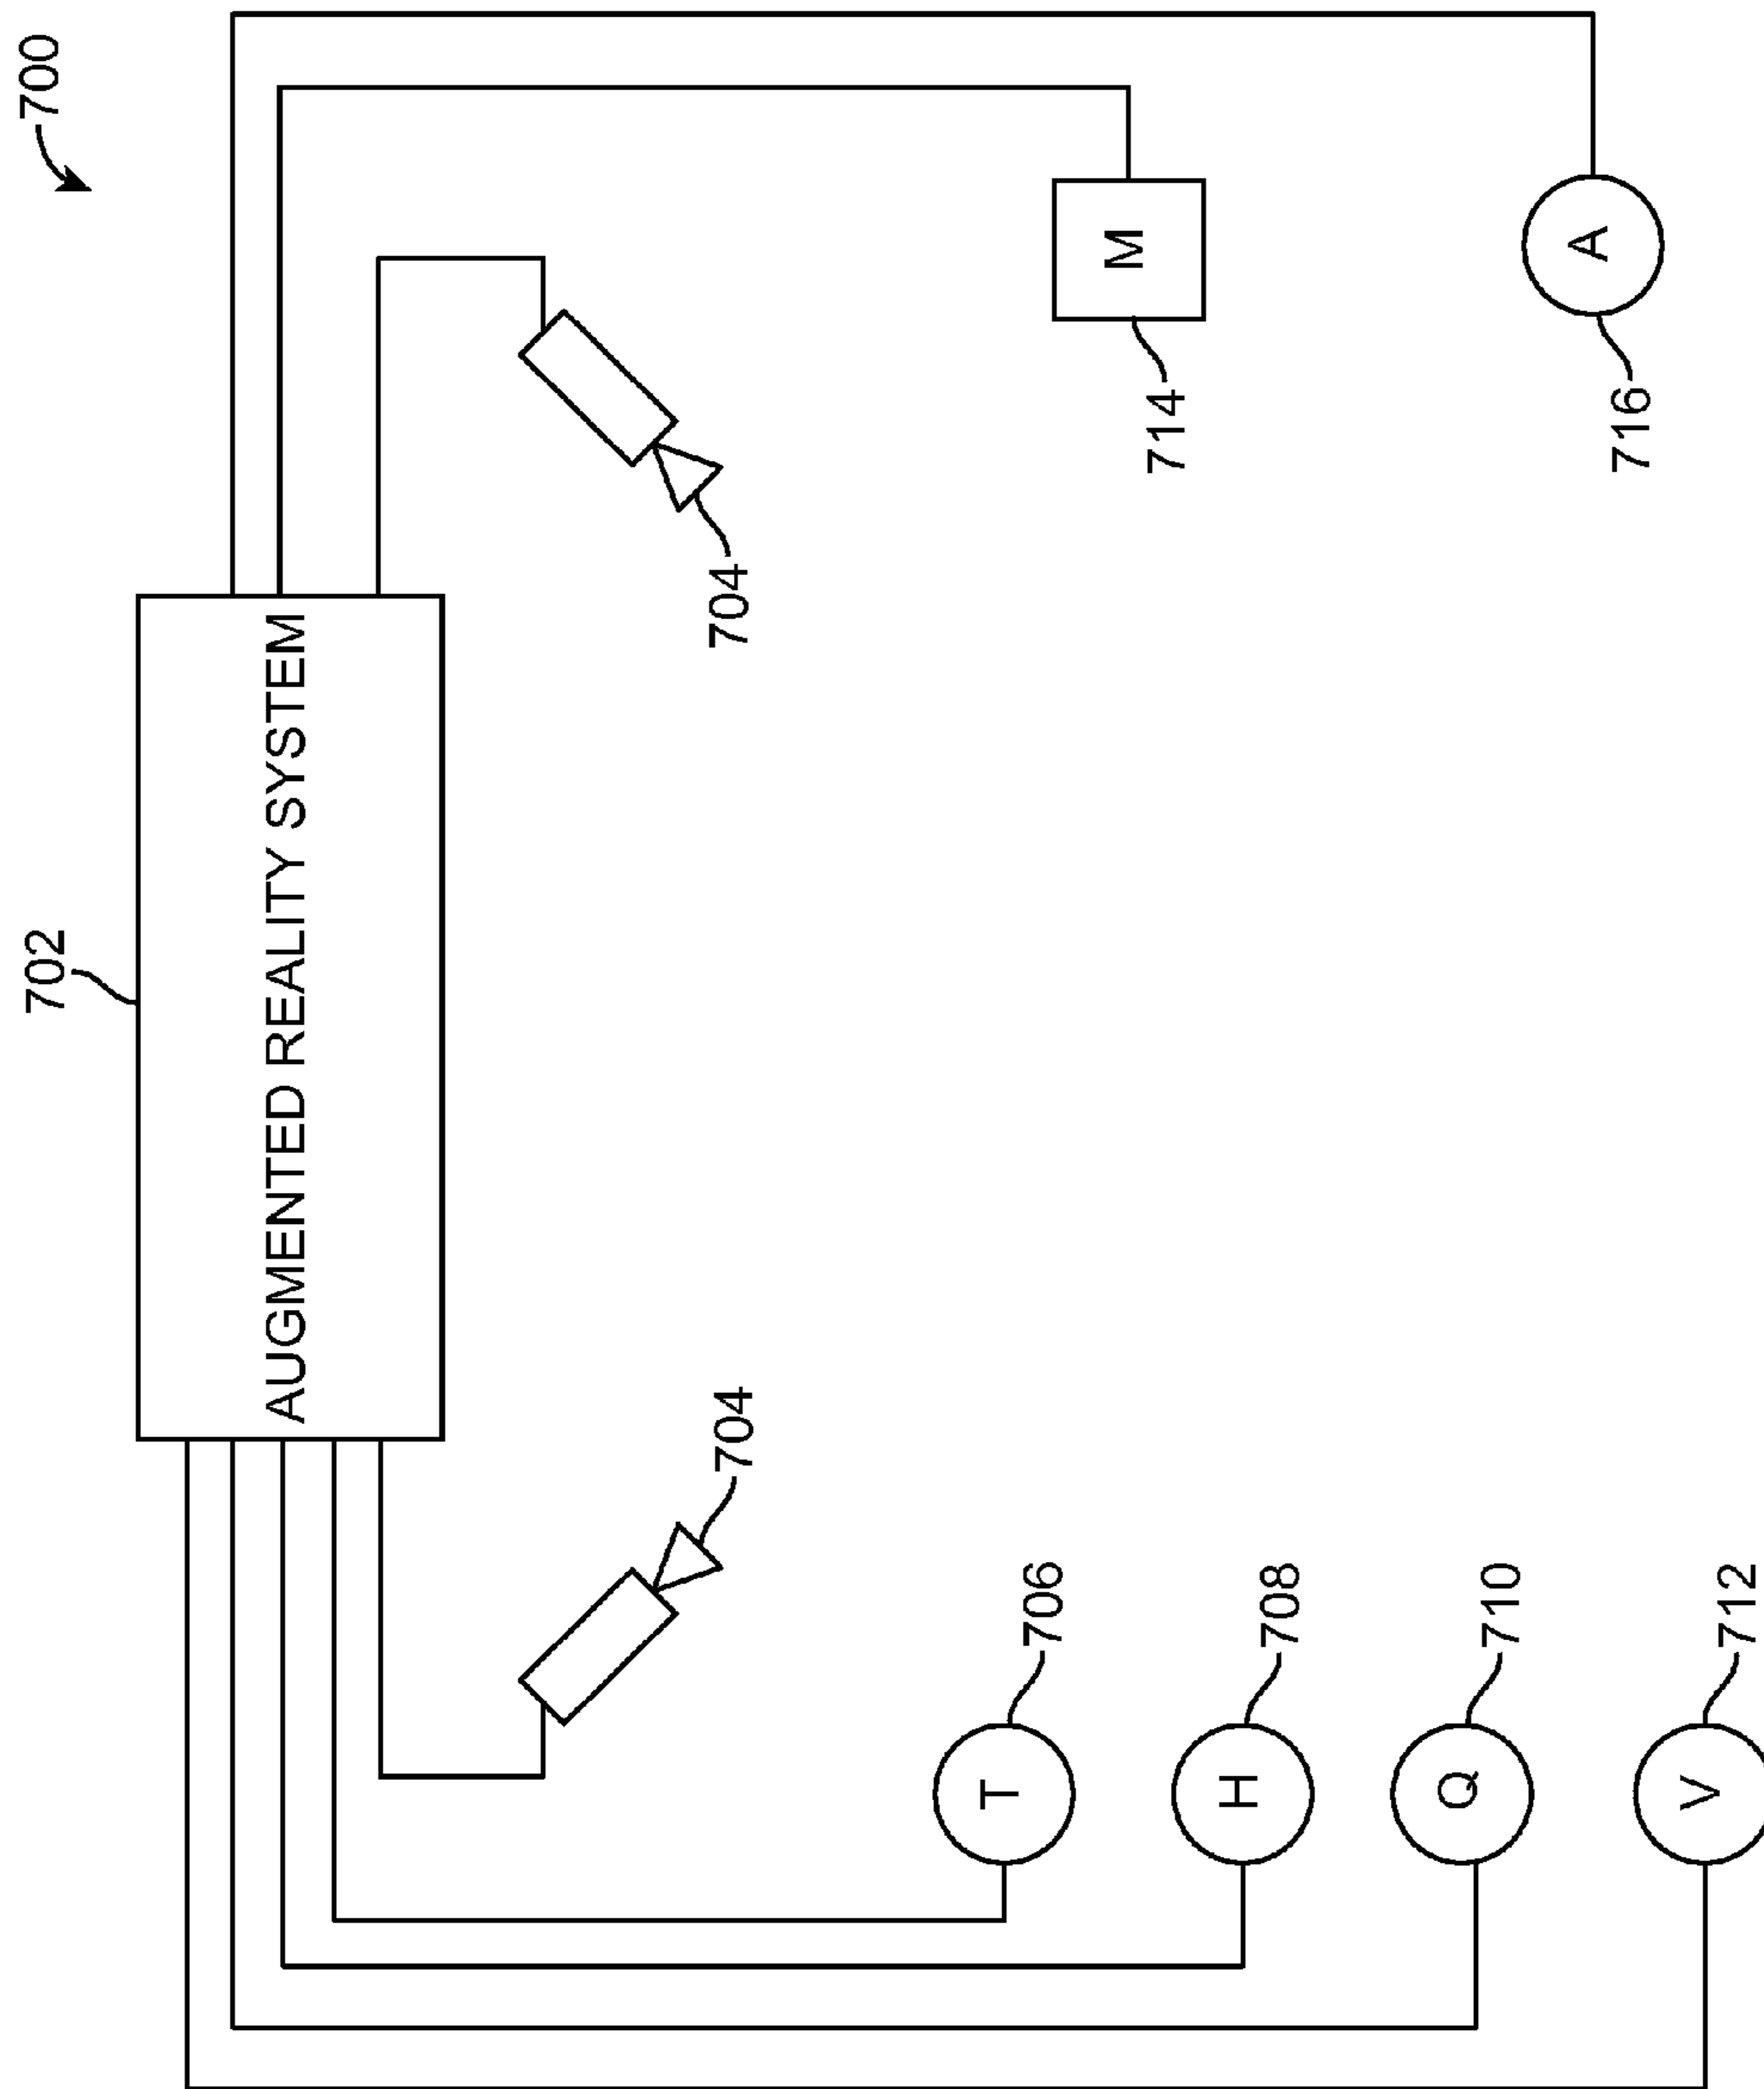 700
702
AUGMENTED REALITY SYSTEM
704
704
T
706
M
714
H
708
Q
710
A
716
V
712